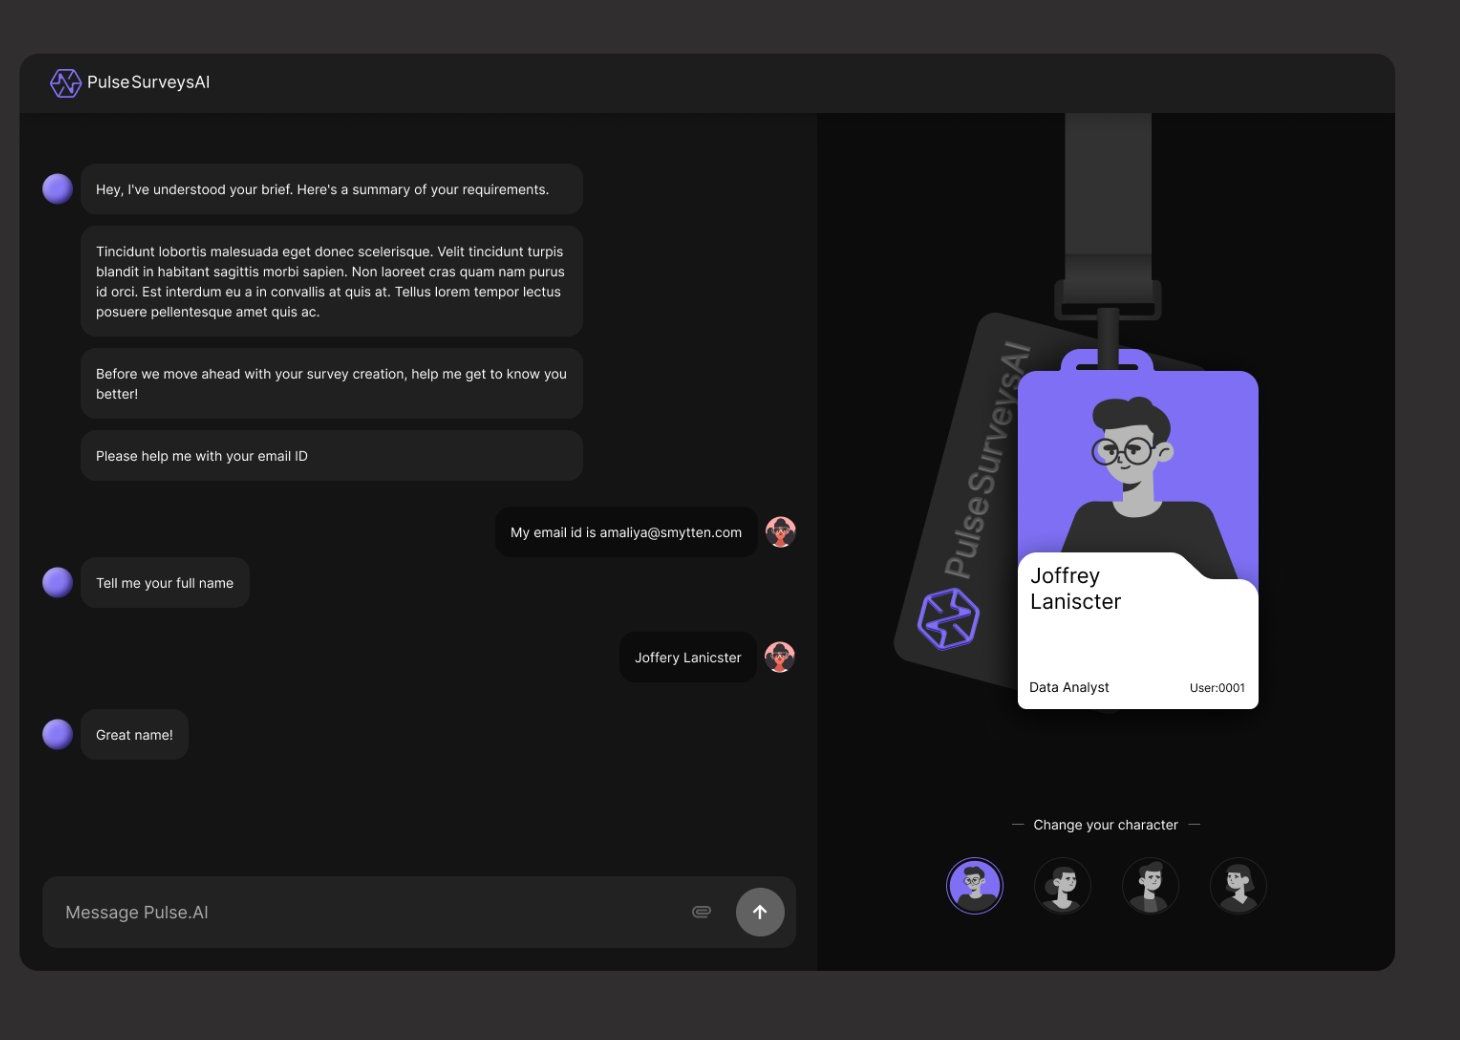 PulseSurveysAI
Hey, I've understood your brief. Here's a summary of your requirements.
Tincidunt lobortis malesuada eget donec scelerisque. Velit tincidunt turpis
blandit in habitant sagittis morbi sapien. Non laoreet cras quam nam purus
id orci. Est interdum eu a in convallis at quis at. Tellus lorem tempor lectus
posuere pellentesque amet quis ac.
Before we move ahead with your survey creation, help me get to know you
better!
Please help me with your email ID
My email id is amaliya@smytten.com
Tell me your full name
Joffery Lanicster
Great name!
Message Pulse.AI
PulseSurveysAI
Joffrey
Laniscter
Data Analyst
User:0001
Change your character